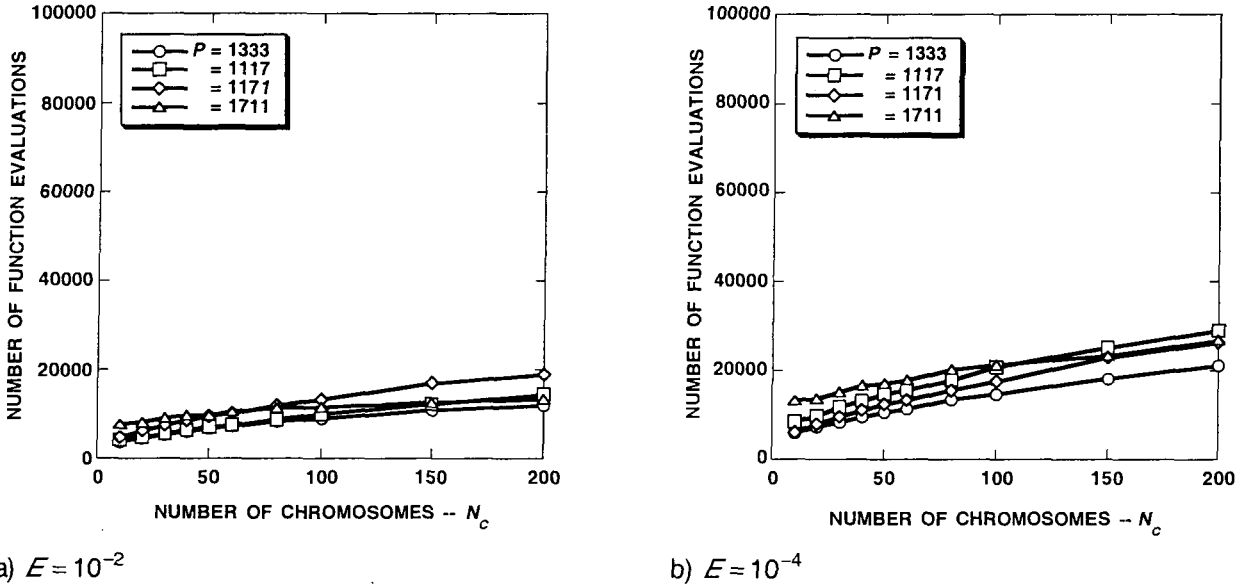 100000
80000
60000
40000
20000
0
NUMBER OF FUNCTION EVALUATIONS
P = 1333
= 1117
= 1171
= 1711
0 50 100 150 200
NUMBER OF CHROMOSOMES -- Nc
a) E = 10^-2
100000
80000
60000
40000
20000
0
NUMBER OF FUNCTION EVALUATIONS
P = 1333
= 1117
= 1171
= 1711
0 50 100 150 200
NUMBER OF CHROMOSOMES -- Nc
b) E = 10^-4